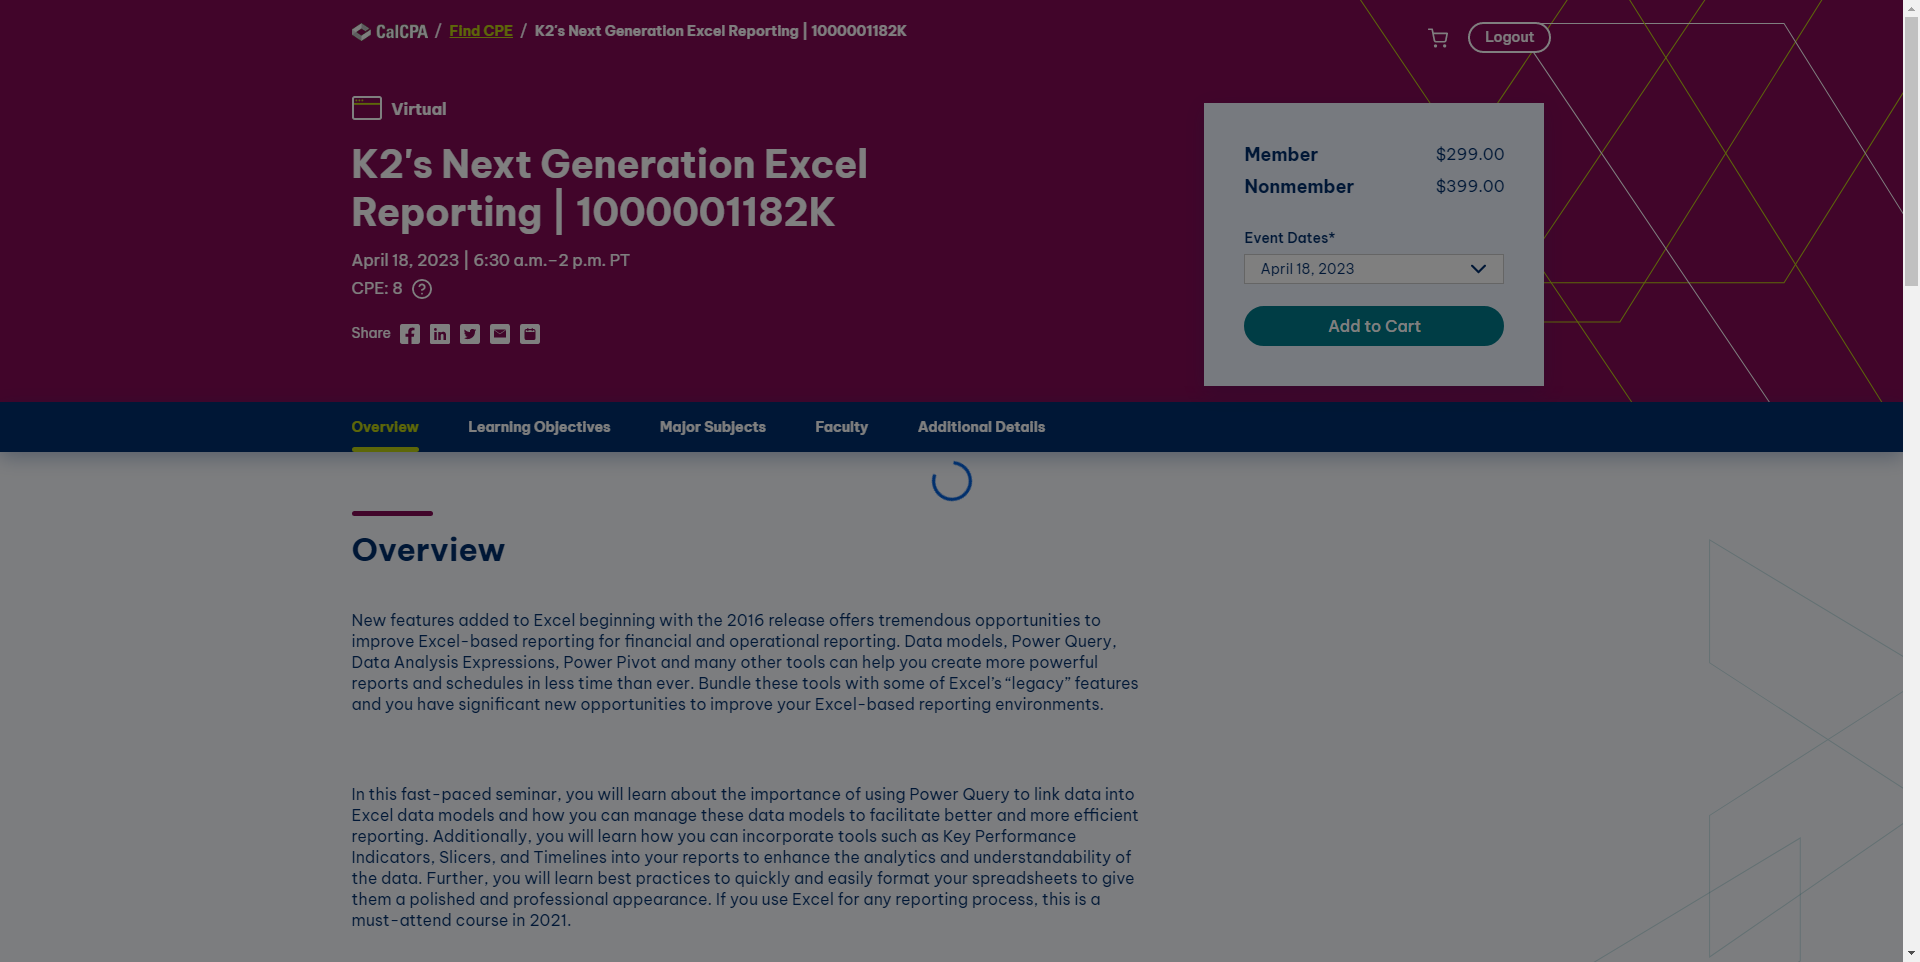 CalCPA / Find CPE / K2's Next Generation Excel Reporting | 1000001182K
Logout
Virtual
K2's Next Generation Excel
Reporting | 1000001182K
April 18, 2023 | 6:30 a.m.–2 p.m. PT
CPE: 8 ?
Share
Member $299.00
Nonmember $399.00
Event Dates*
April 18, 2023
Add to Cart
Overview Learning Objectives Major Subjects Faculty Additional Details
Overview
New features added to Excel beginning with the 2016 release offers tremendous opportunities to
improve Excel-based reporting for financial and operational reporting. Data models, Power Query,
Data Analysis Expressions, Power Pivot and many other tools can help you create more powerful
reports and schedules in less time than ever. Bundle these tools with some of Excel’s “legacy” features
and you have significant new opportunities to improve your Excel-based reporting environments.
In this fast-paced seminar, you will learn about the importance of using Power Query to link data into
Excel data models and how you can manage these data models to facilitate better and more efficient
reporting. Additionally, you will learn how you can incorporate tools such as Key Performance
Indicators, Slicers, and Timelines into your reports to enhance the analytics and understandability of
the data. Further, you will learn best practices to quickly and easily format your spreadsheets to give
them a polished and professional appearance. If you use Excel for any reporting process, this is a
must-attend course in 2021.